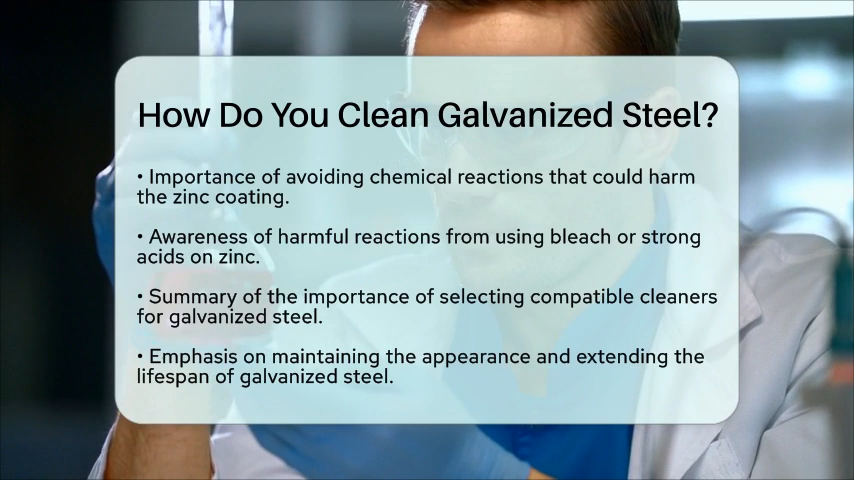 How Do You Clean Galvanized Steel?
• Importance of avoiding chemical reactions that could harm
the zinc coating.
• Awareness of harmful reactions from using bleach or strong
acids on zinc.
• Summary of the importance of selecting compatible cleaners
for galvanized steel.
• Emphasis on maintaining the appearance and extending the
lifespan of galvanized steel.